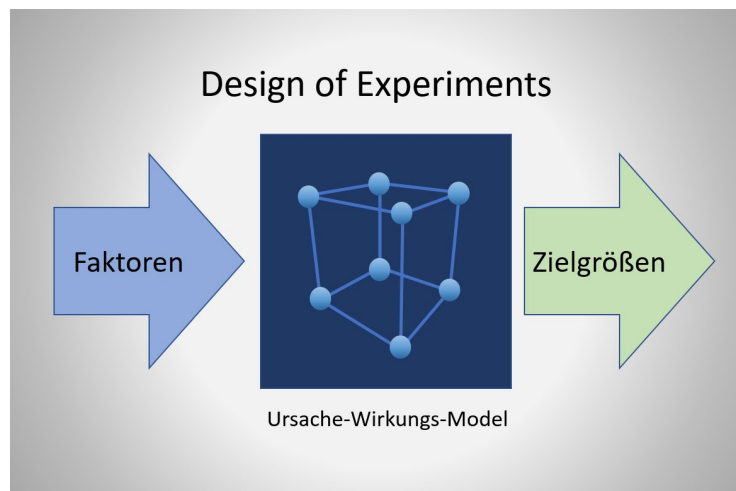 Design of Experiments
Faktoren
Zielgrößen
Ursache-Wirkungs-Model